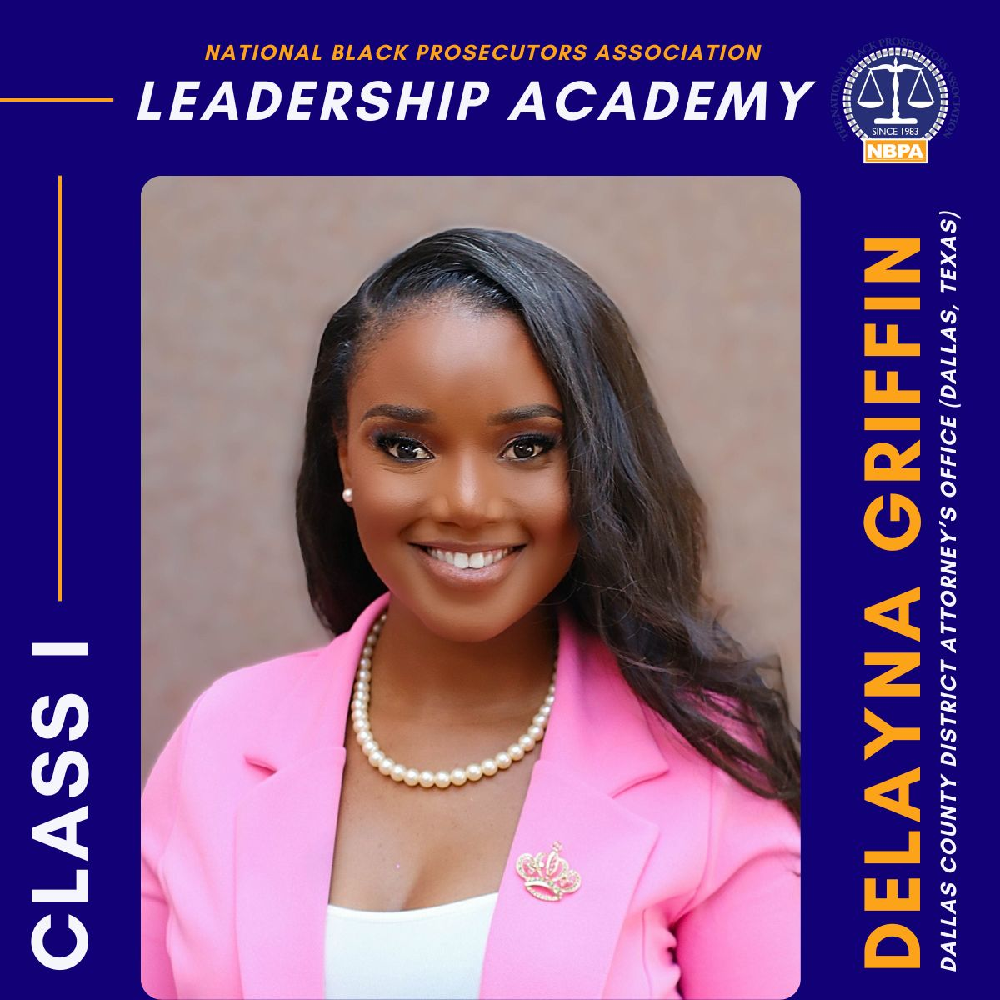 NATIONAL BLACK PROSECUTORS ASSOCIATION
LEADERSHIP ACADEMY
THE NATIONAL BLACK PROSECUTORS ASSOCIATION
SINCE 1983
NBPA
CLASS I
DELAYNA GRIFFIN
DALLAS COUNTY DISTRICT ATTORNEY'S OFFICE (DALLAS, TEXAS)